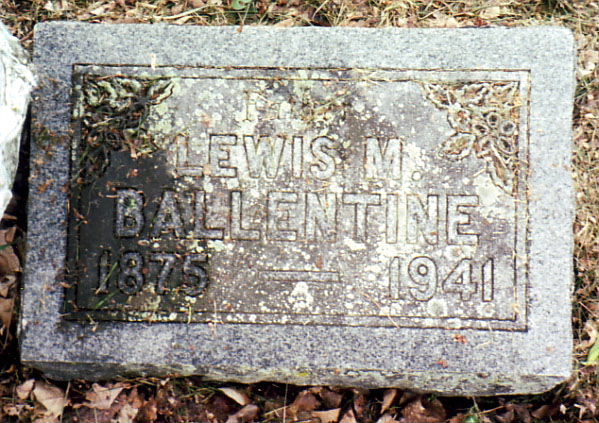 LEWIS M.
BALLENTINE
1875 — 1941